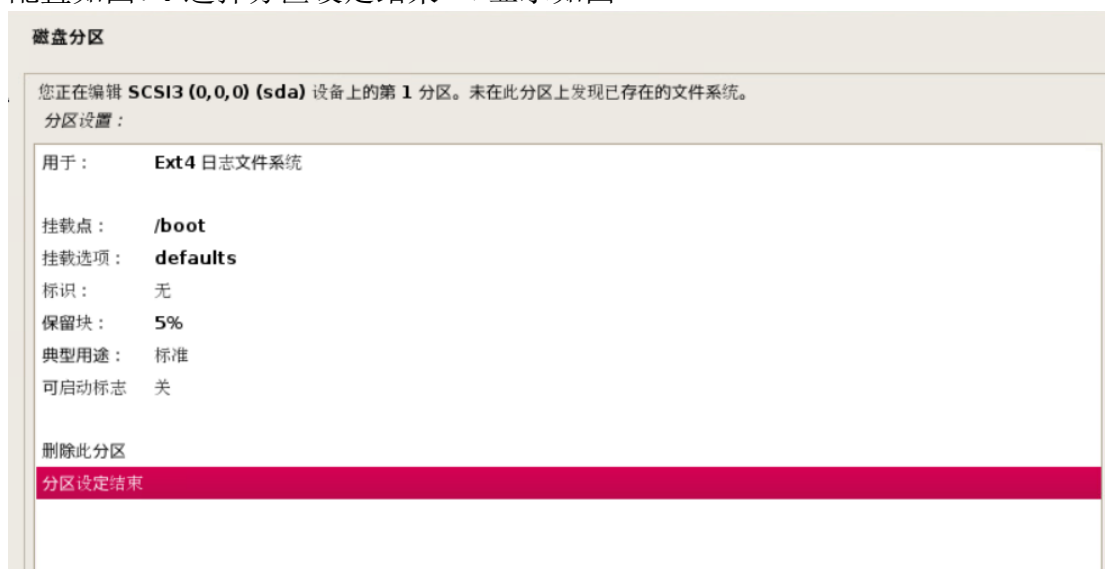 磁盘分区
您正在编辑 SCSI3 (0,0,0) (sda) 设备上的第 1 分区。未在此分区上发现已存在的文件系统。
分区设置：
用于： Ext4 日志文件系统
挂载点： /boot
挂载选项： defaults
标识： 无
保留块： 5%
典型用途： 标准
可启动标志 关
删除此分区
分区设定结束